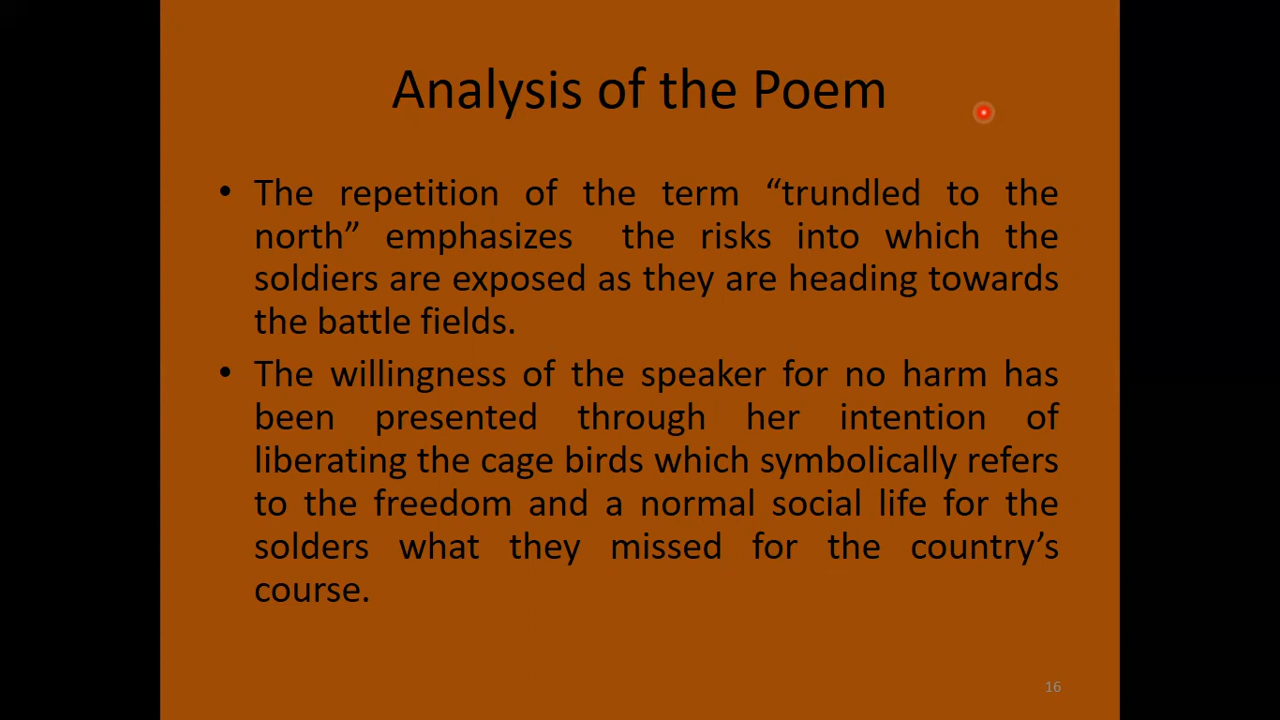 Analysis of the Poem
• The repetition of the term “trundled to the
north” emphasizes the risks into which the
soldiers are exposed as they are heading towards
the battle fields.
• The willingness of the speaker for no harm has
been presented through her intention of
liberating the cage birds which symbolically refers
to the freedom and a normal social life for the
solders what they missed for the country’s
course.
16